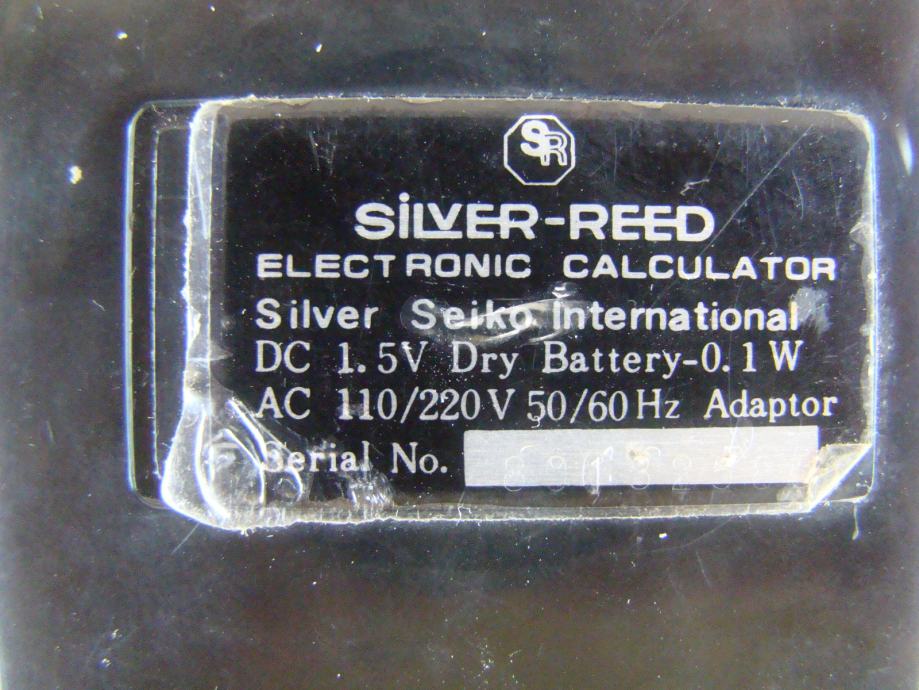 SR
SiLVER-REED
ELECTRONIC CALCULATOR
Silver Seiko International
DC 1.5V Dry Battery-0.1W
AC 110/220V 50/60Hz Adaptor
Serial No.